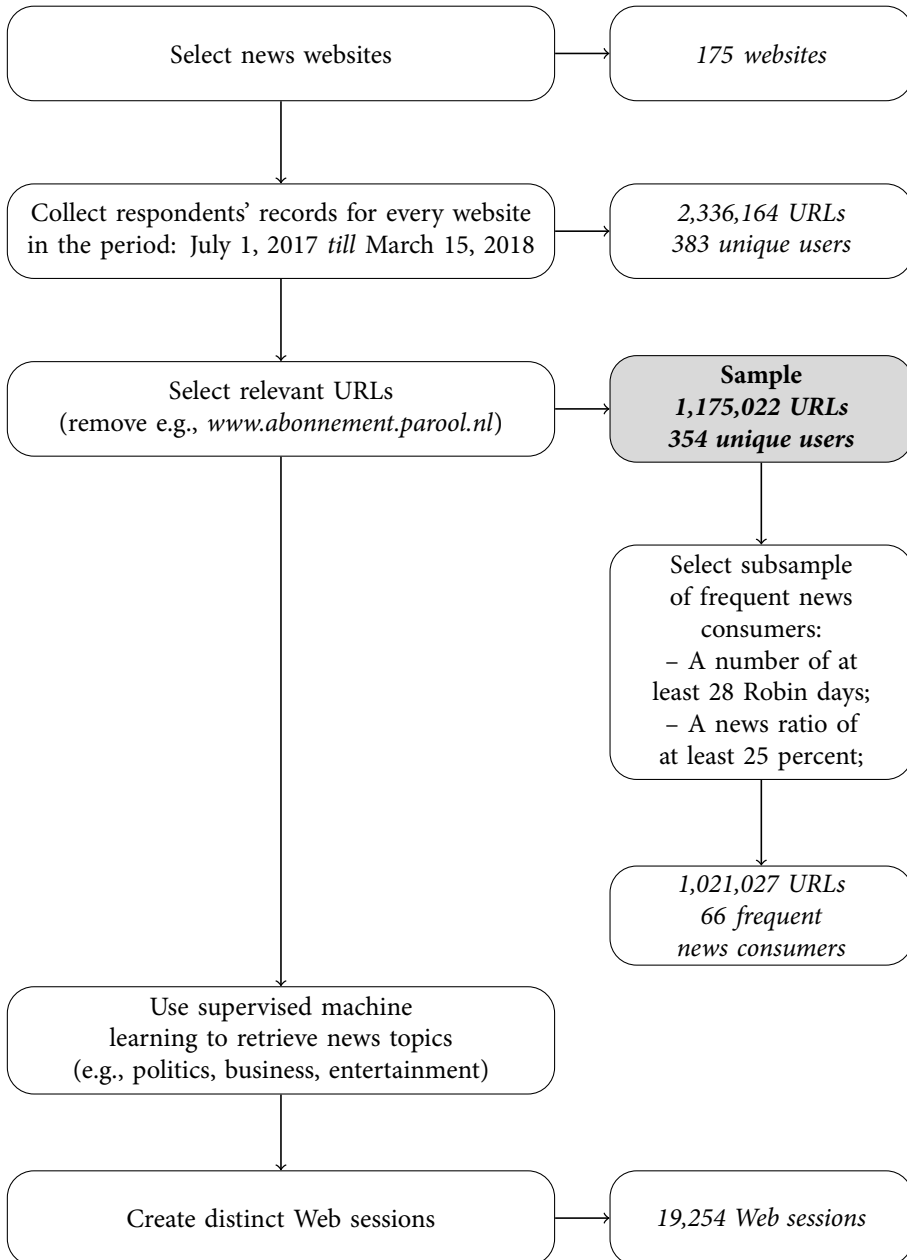 Select news websites
175 websites
Collect respondents’ records for every website
in the period: July 1, 2017 till March 15, 2018
2,336,164 URLs
383 unique users
Select relevant URLs
(remove e.g., www.abonnement.parool.nl)
Sample
1,175,022 URLs
354 unique users
Select subsample
of frequent news
consumers:
– A number of at
least 28 Robin days;
– A news ratio of
at least 25 percent;
1,021,027 URLs
66 frequent
news consumers
Use supervised machine
learning to retrieve news topics
(e.g., politics, business, entertainment)
Create distinct Web sessions
19,254 Web sessions